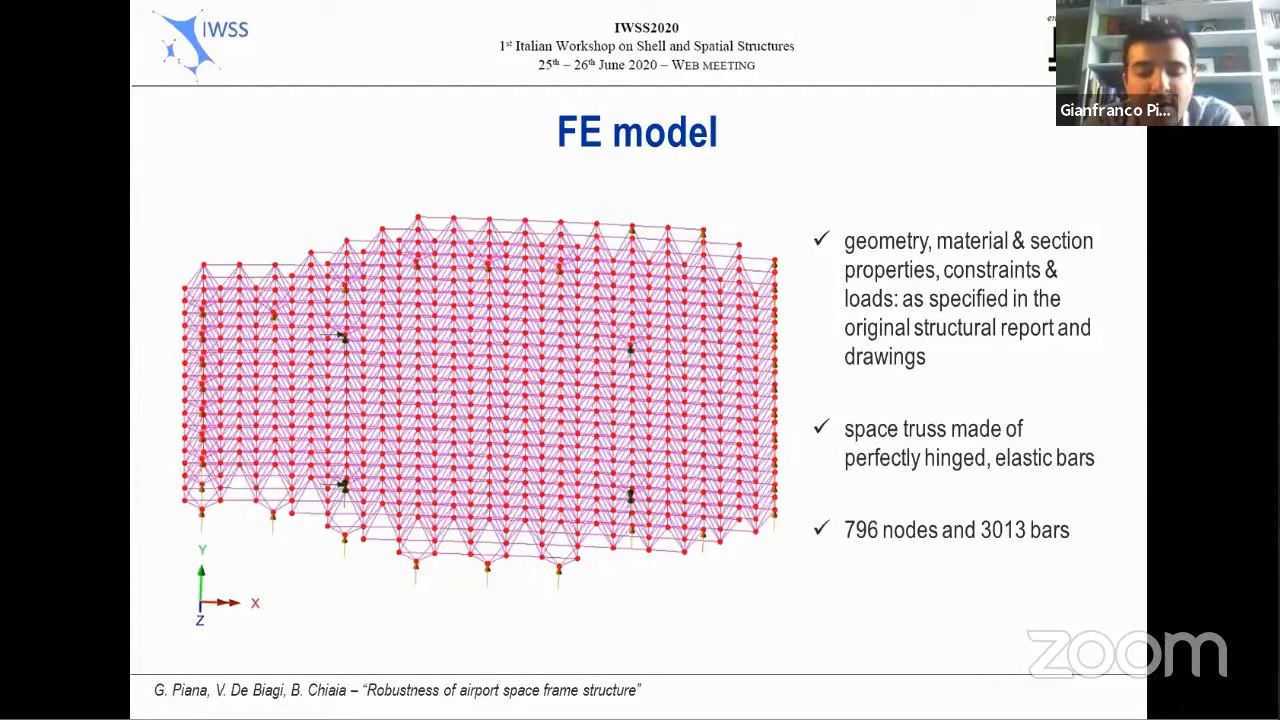 IWSS
IWSS2020
1st Italian Workshop on Shell and Spatial Structures
25th – 26th June 2020 – WEB MEETING
Gianfranco Pi...
FE model
✓ geometry, material & section
properties, constraints &
loads: as specified in the
original structural report and
drawings
✓ space truss made of
perfectly hinged, elastic bars
✓ 796 nodes and 3013 bars
Y
X
Z
zoom
G. Piana, V. De Biagi, B. Chiaia – “Robustness of airport space frame structure”